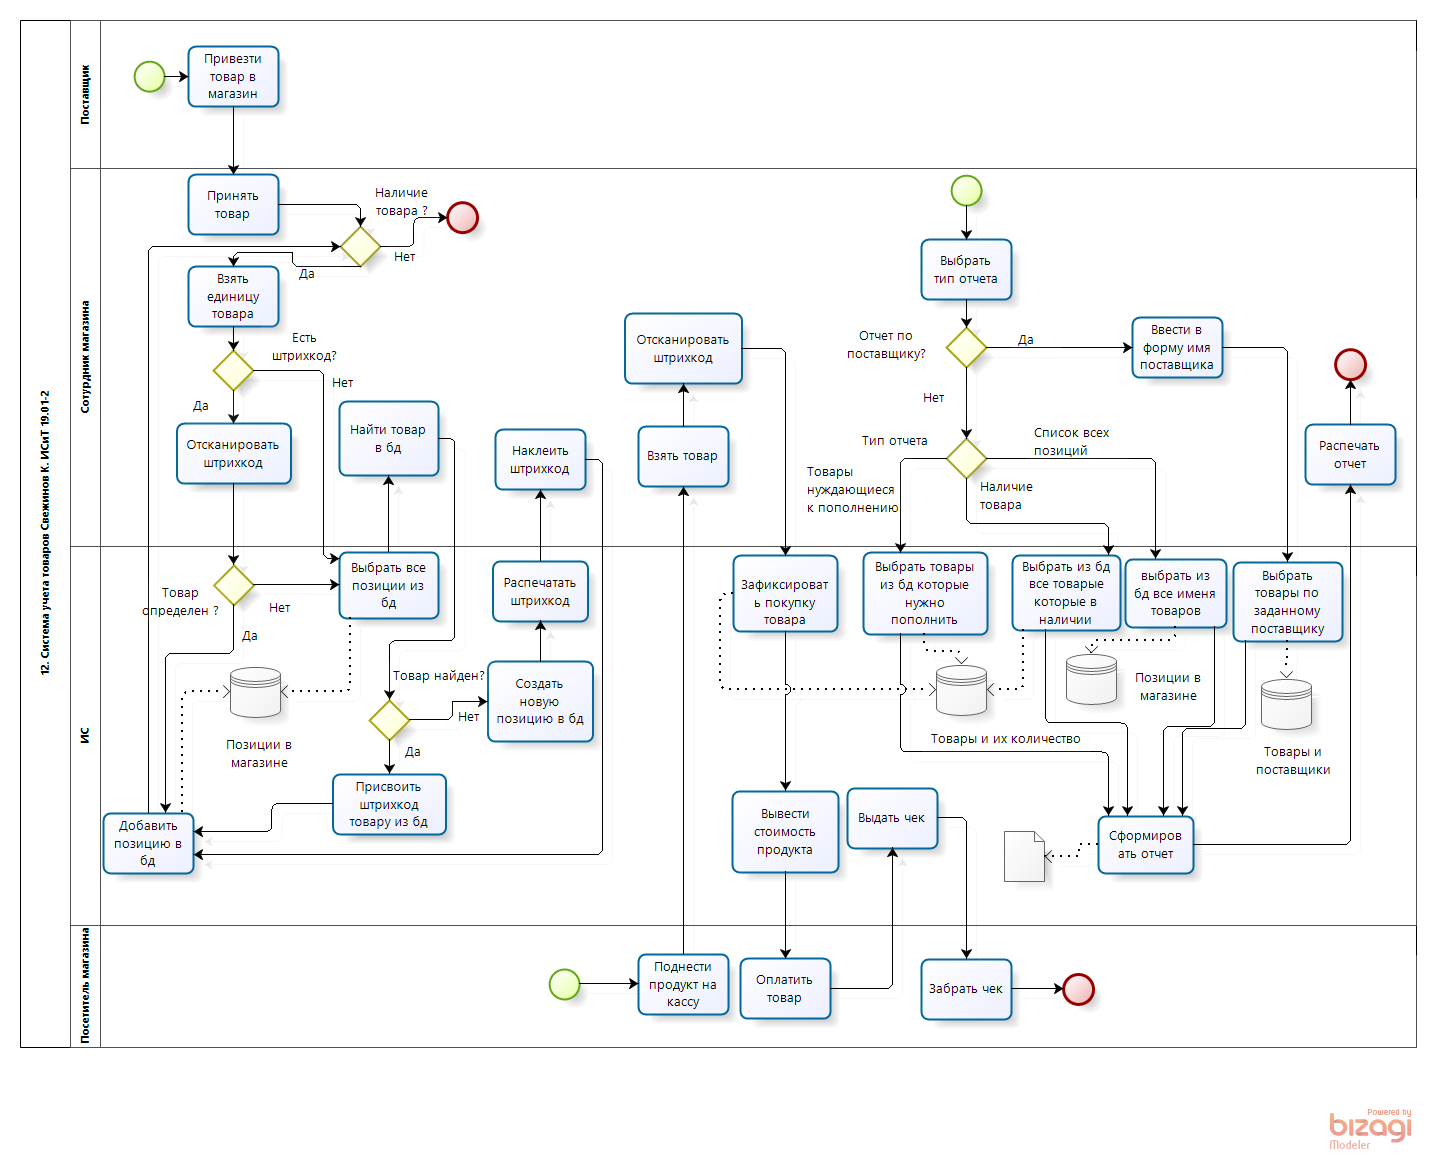 12. Система учета товаров Свежинов К. ИСиТ 19.01-2
Поставщик
Привезти
товар в
магазин
Сотурдник магазина
Принять
товар
Наличие
товара ?
Нет
Да
Взять
единицу
товара
Есть
штрихкод?
Нет
Да
Отсканировать
штрихкод
Найти товар
в бд
Наклеить
штрихкод
Отсканировать
штрихкод
Взять товар
Выбрать
тип отчета
Отчет по
поставщику?
Да
Нет
Ввести в
форму имя
поставщика
Тип отчета
Список всех
позиций
Товары
нуждающиеся
к пополнению
Наличие
товара
Распечать
отчет
ИС
Товар
определен ?
Нет
Да
Выбрать все
позиции из
бд
Распечатать
штрихкод
Позиции в
магазине
Товар найден?
Нет
Да
Создать
новую
позицию в бд
Присвоить
штрихкод
товару из бд
Добавить
позицию в
бд
Зафиксироват
ь покупку
товара
Выбрать товары
из бд которые
нужно
пополнить
Выбрать из бд
все товарые
которые в
наличии
выбрать из
бд все именя
товаров
Выбрать
товары по
заданному
поставщику
Позиции в
магазине
Товары и их количество
Товары и
поставщики
Вывести
стоимость
продукта
Выдать чек
Сформиров
ать отчет
Посетитель магазина
Поднести
продукт на
кассу
Оплатить
товар
Забрать чек
Powered by
bizagi
Modeler